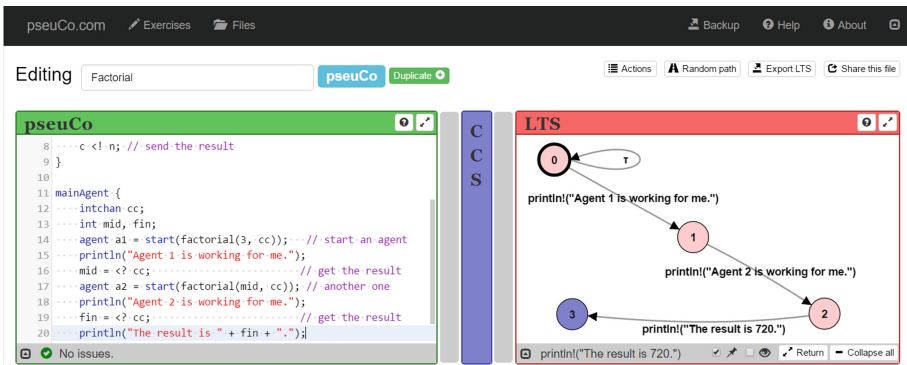 pseuCo.com Exercises Files Backup Help About
Editing Factorial pseuCo Duplicate Actions Random path Export LTS Share this file
pseuCo
8 ····c·<!·n;·//·send·the·result
9 }
10
11 mainAgent·{
12 ····intchan·cc;
13 ····int·mid,·fin;
14 ····agent·a1·=·start(factorial(3,·cc));···//·start·an·agent
15 ····println("Agent·1·is·working·for·me.");
16 ····mid·=·<?·cc;·······················//·get·the·result
17 ····agent·a2·=·start(factorial(mid,·cc));·//·another·one
18 ····println("Agent·2·is·working·for·me.");
19 ····fin·=·<?·cc;·······················//·get·the·result
20 ····println("The·result·is·"·+·fin·+·".");
No issues.
C
C
S
LTS
0
τ
println!("Agent 1 is working for me.")
1
println!("Agent 2 is working for me.")
3
2
println!("The result is 720.")
println!("The result is 720.") Return Collapse all